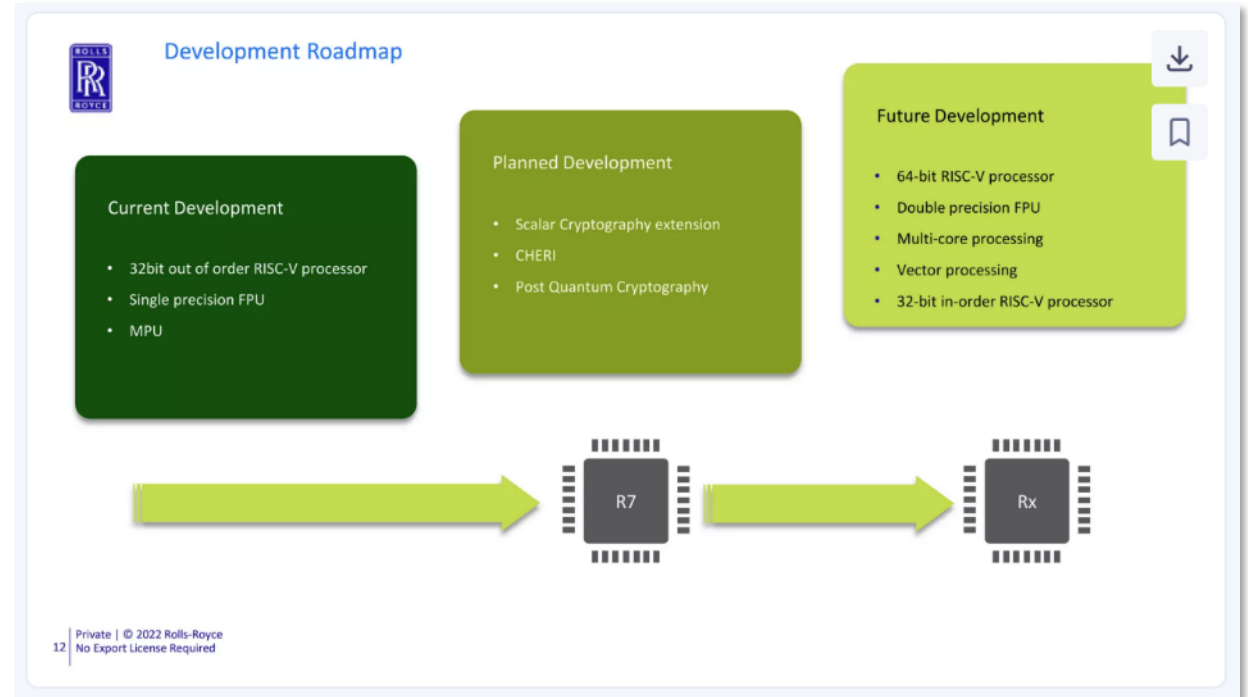 ROLLS
RR
ROYCE
Development Roadmap
Current Development
• 32bit out of order RISC-V processor
• Single precision FPU
• MPU
Planned Development
• Scalar Cryptography extension
• CHERI
• Post Quantum Cryptography
Future Development
• 64-bit RISC-V processor
• Double precision FPU
• Multi-core processing
• Vector processing
• 32-bit in-order RISC-V processor
R7
Rx
12
Private | © 2022 Rolls-Royce
No Export License Required